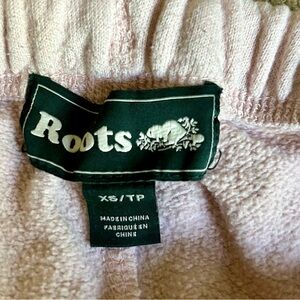 Roots
XS/TP
MADE IN CHINA
FABRIQUÉ EN
CHINE